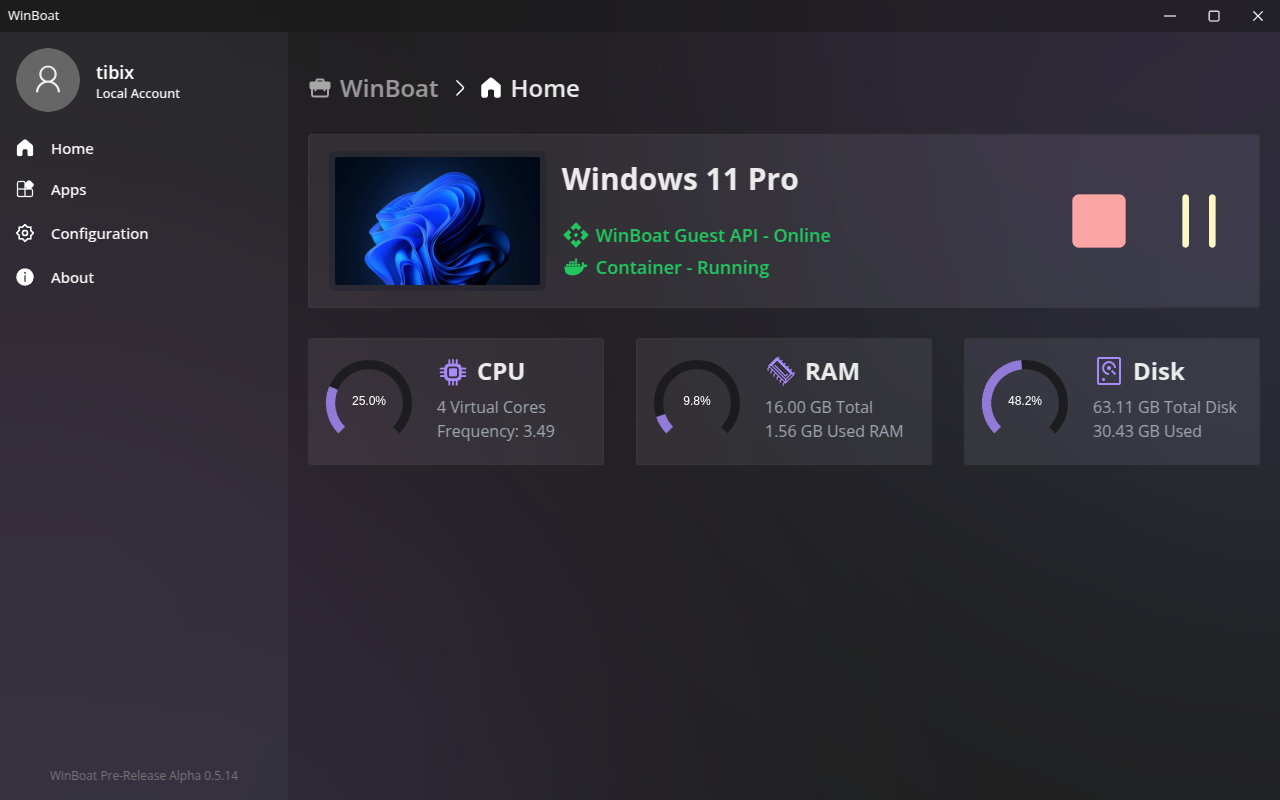 WinBoat
tibix
Local Account
Home
Apps
Configuration
About
WinBoat Pre-Release Alpha 0.5.14
WinBoat > Home
Windows 11 Pro
WinBoat Guest API - Online
Container - Running
25.0%
CPU
4 Virtual Cores
Frequency: 3.49
9.8%
RAM
16.00 GB Total
1.56 GB Used RAM
48.2%
Disk
63.11 GB Total Disk
30.43 GB Used